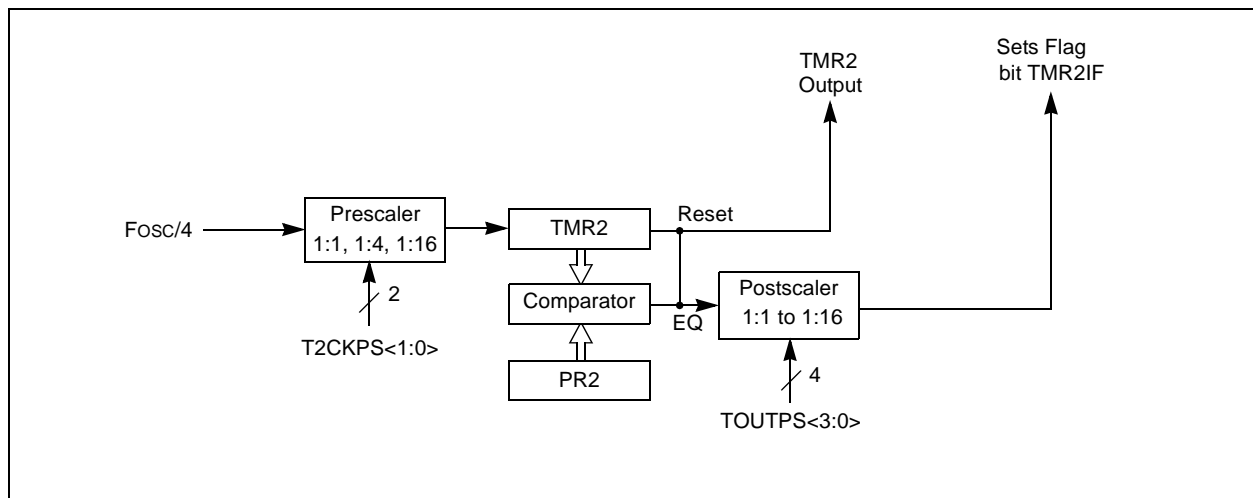 TMR2
Output
Sets Flag
bit TMR2IF
FOSC/4
Prescaler
1:1, 1:4, 1:16
2
T2CKPS<1:0>
TMR2
Reset
Comparator
EQ
PR2
Postscaler
1:1 to 1:16
4
TOUTPS<3:0>